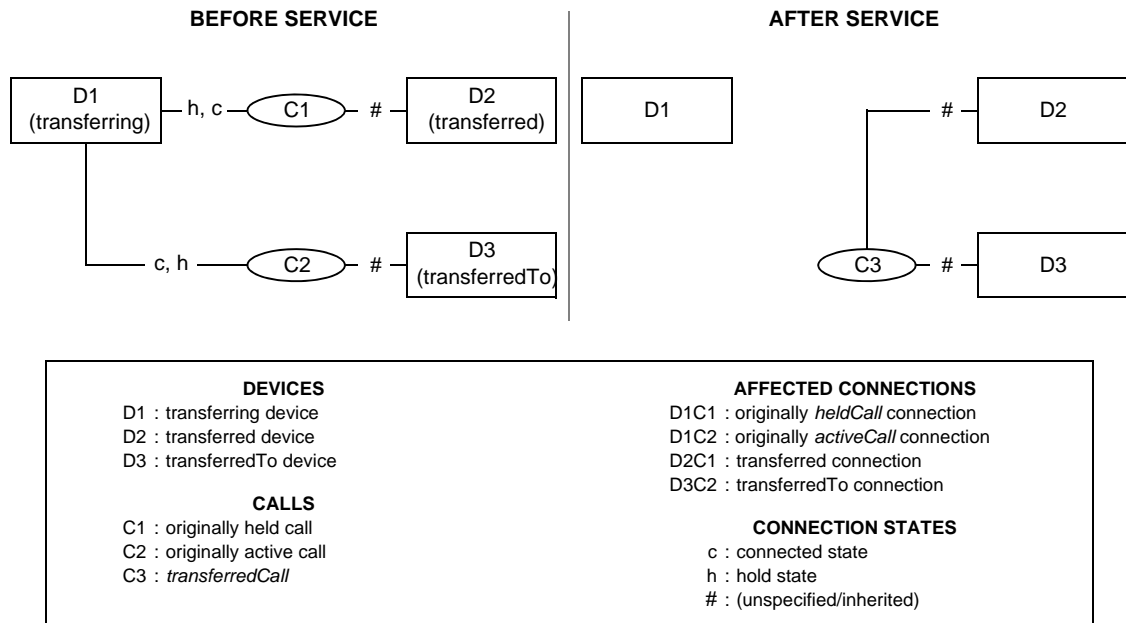 BEFORE SERVICE
AFTER SERVICE
D1
(transferring)
h, c
C1
#
D2
(transferred)
D1
#
D2
c, h
C2
#
D3
(transferredTo)
C3
#
D3
DEVICES
D1 : transferring device
D2 : transferred device
D3 : transferredTo device
CALLS
C1 : originally held call
C2 : originally active call
C3 : transferredCall
AFFECTED CONNECTIONS
D1C1 : originally heldCall connection
D1C2 : originally activeCall connection
D2C1 : transferred connection
D3C2 : transferredTo connection
CONNECTION STATES
c : connected state
h : hold state
# : (unspecified/inherited)